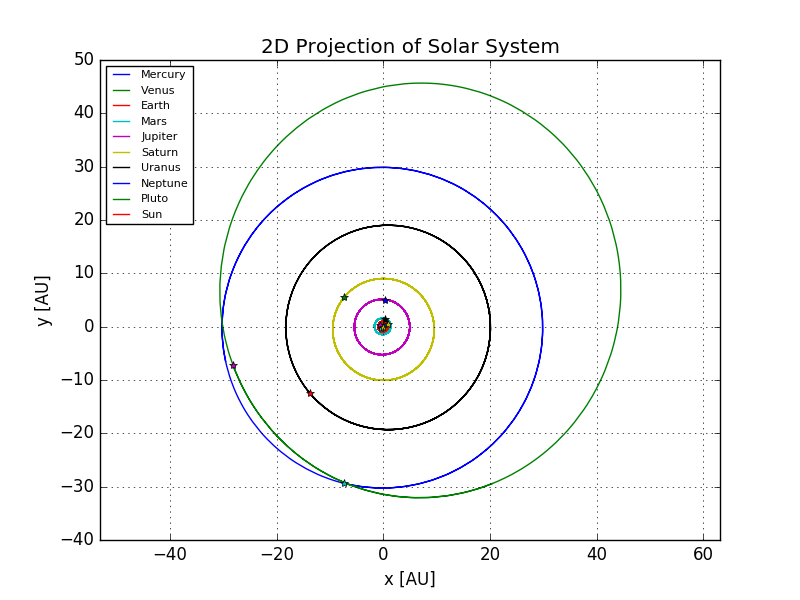 2D Projection of Solar System
50
40
30
20
10
0
−10
−20
−30
−40
y [AU]
Mercury
Venus
Earth
Mars
Jupiter
Saturn
Uranus
Neptune
Pluto
Sun
−40 −20 0 20 40 60
x [AU]